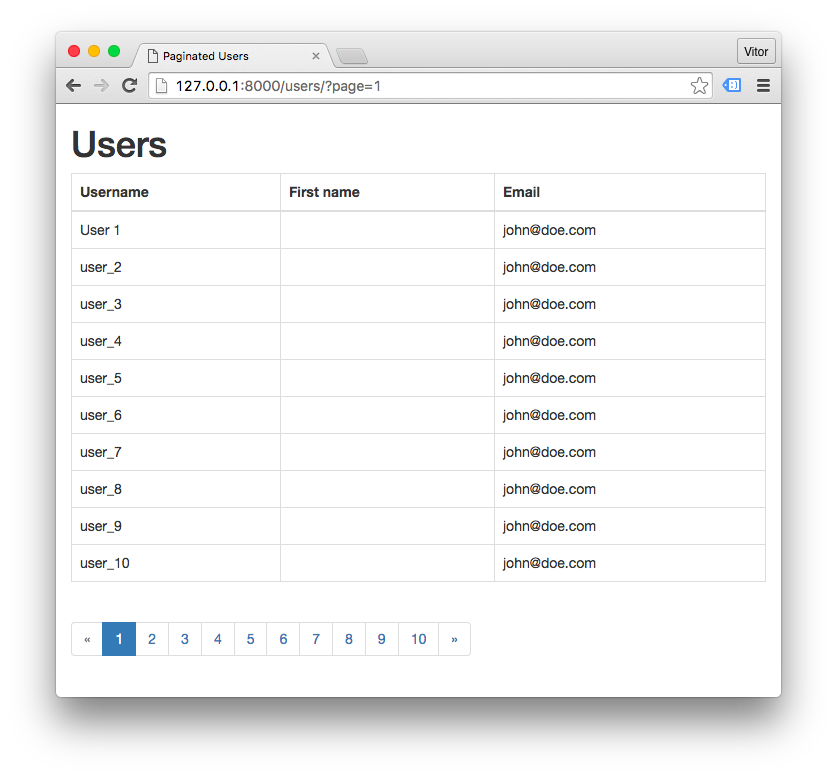 Paginated Users
Vitor
127.0.0.1:8000/users/?page=1
Users
Username First name Email
User 1 john@doe.com
user_2 john@doe.com
user_3 john@doe.com
user_4 john@doe.com
user_5 john@doe.com
user_6 john@doe.com
user_7 john@doe.com
user_8 john@doe.com
user_9 john@doe.com
user_10 john@doe.com
« 1 2 3 4 5 6 7 8 9 10 »